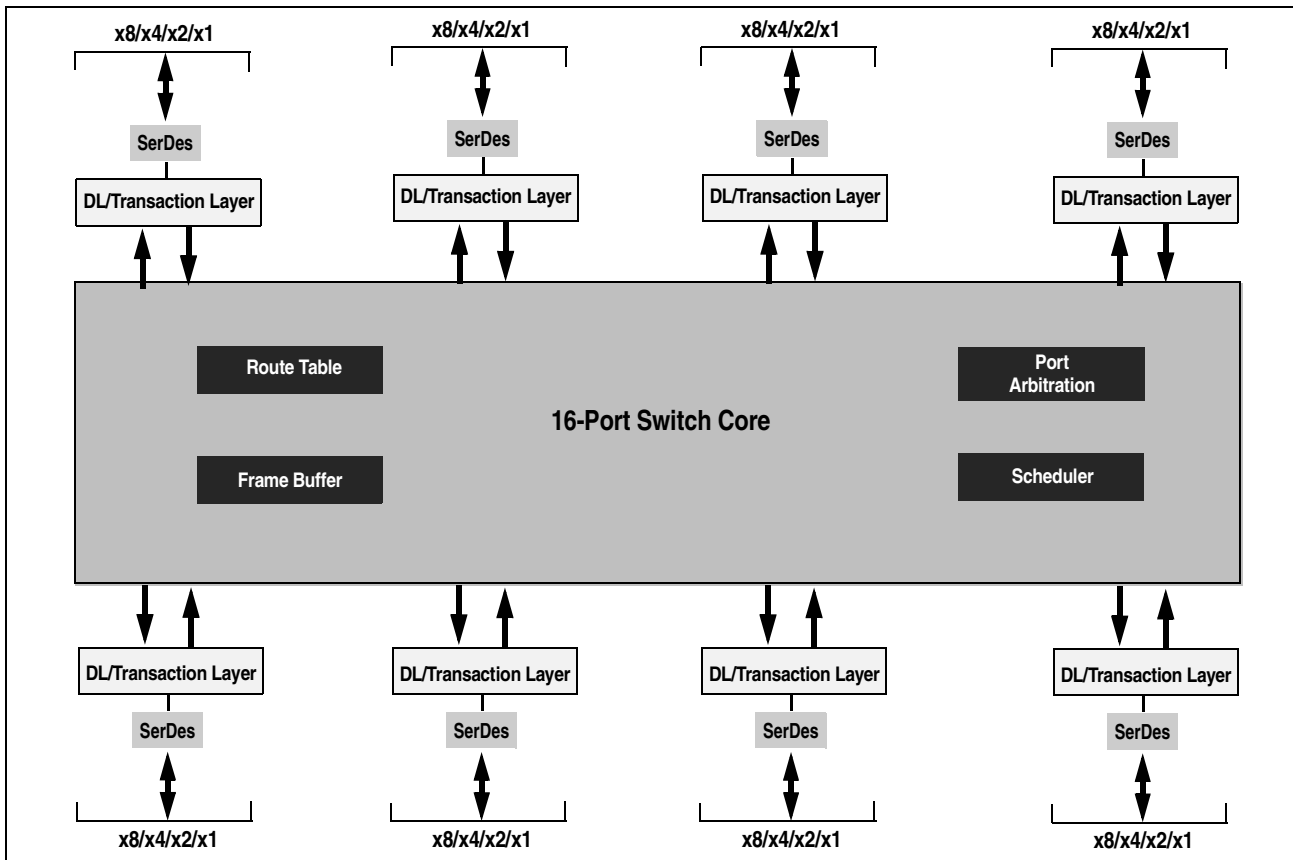 x8/x4/x2/x1
x8/x4/x2/x1
x8/x4/x2/x1
x8/x4/x2/x1
SerDes
SerDes
SerDes
SerDes
DL/Transaction Layer
DL/Transaction Layer
DL/Transaction Layer
DL/Transaction Layer
Route Table
Port
Arbitration
16-Port Switch Core
Frame Buffer
Scheduler
DL/Transaction Layer
DL/Transaction Layer
DL/Transaction Layer
DL/Transaction Layer
SerDes
SerDes
SerDes
SerDes
x8/x4/x2/x1
x8/x4/x2/x1
x8/x4/x2/x1
x8/x4/x2/x1